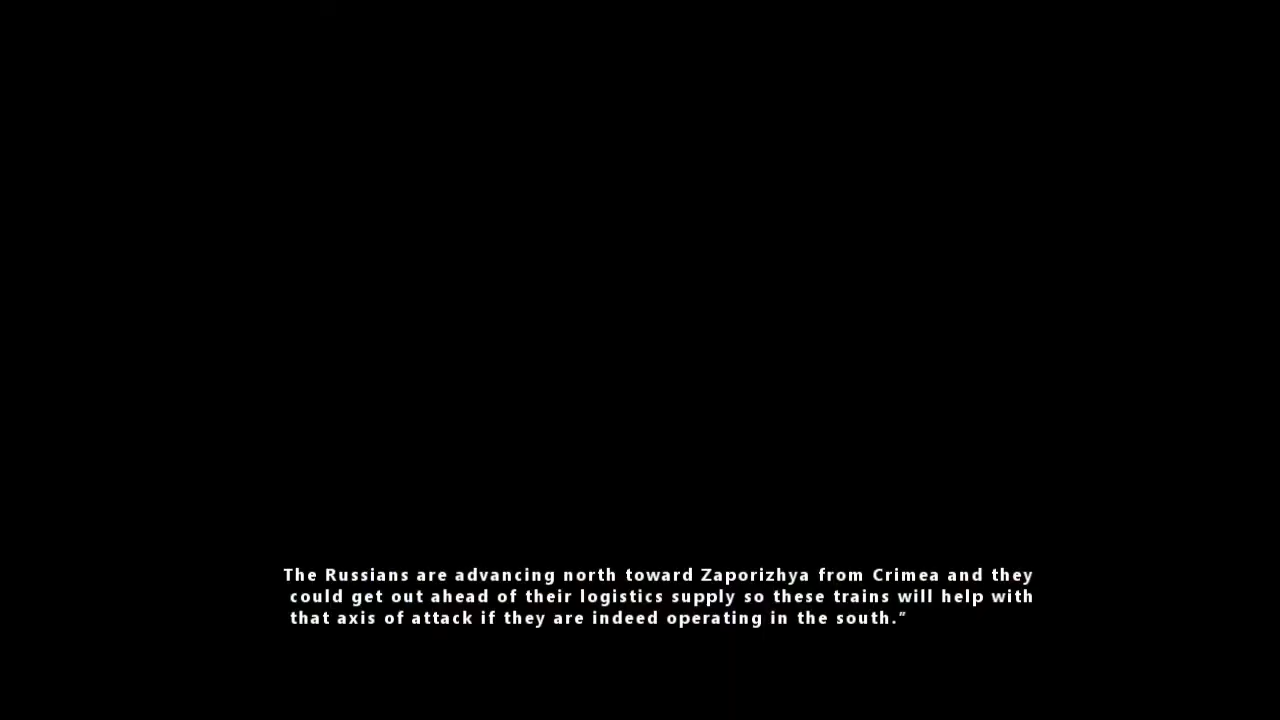 The Russians are advancing north toward Zaporizhya from Crimea and they
could get out ahead of their logistics supply so these trains will help with
that axis of attack if they are indeed operating in the south.”